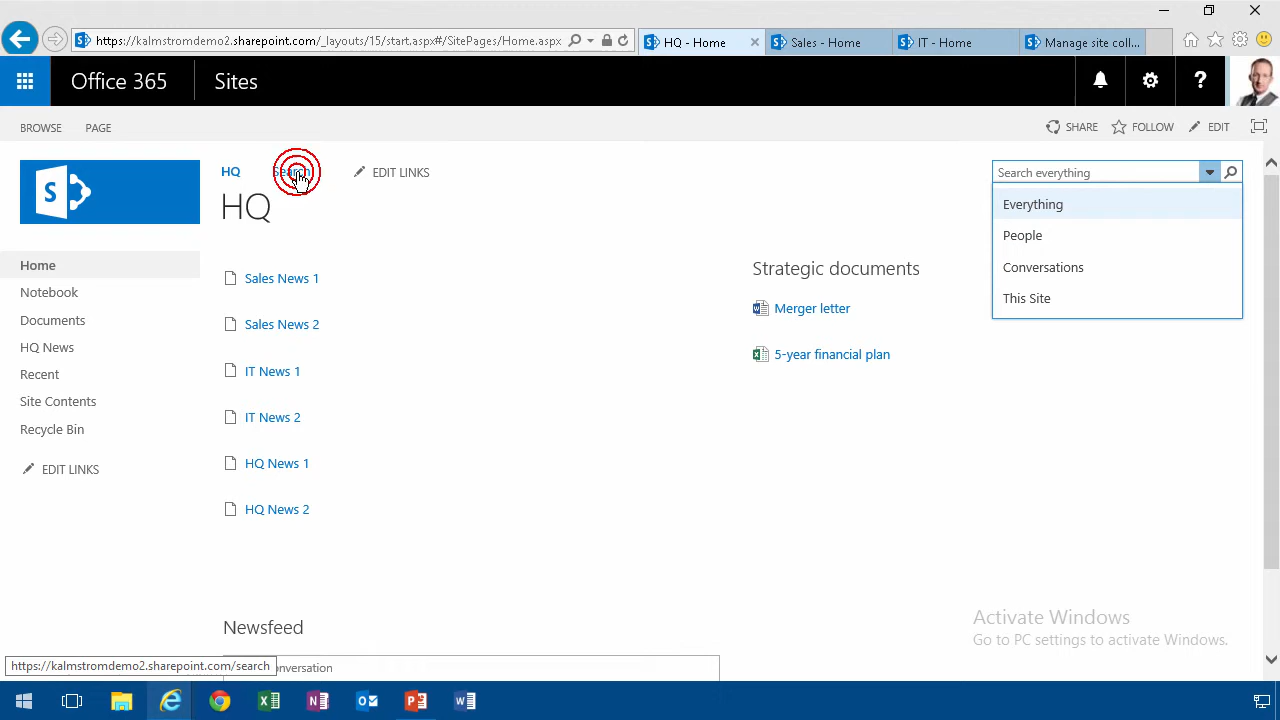 https://kalmstromdemo2.sharepoint.com/_layouts/15/start.aspx#/SitePages/Home.aspx
HQ - Home
Sales - Home
IT - Home
Manage site coll...
Office 365
Sites
BROWSE
PAGE
SHARE
FOLLOW
EDIT
HQ
Search
EDIT LINKS
Search everything
HQ
Everything
People
Conversations
This Site
Home
Notebook
Documents
HQ News
Recent
Site Contents
Recycle Bin
EDIT LINKS
Sales News 1
Sales News 2
IT News 1
IT News 2
HQ News 1
HQ News 2
Strategic documents
Merger letter
5-year financial plan
Newsfeed
onversation
Activate Windows
Go to PC settings to activate Windows.
https://kalmstromdemo2.sharepoint.com/search